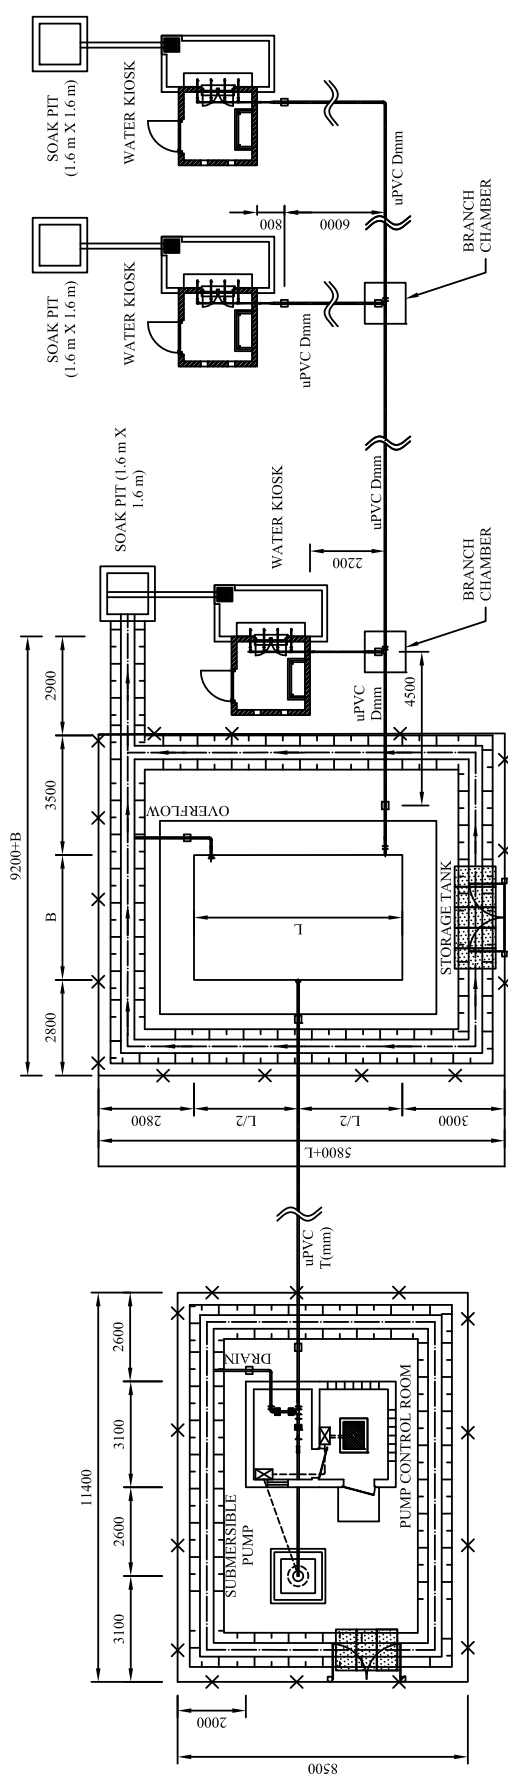 SOAK PIT
(1.6 m X 1.6 m)
WATER KIOSK
uPVC Dmm
SOAK PIT
(1.6 m X 1.6 m)
WATER KIOSK
800
6000
uPVC Dmm
BRANCH
CHAMBER
SOAK PIT (1.6 m X
1.6 m)
WATER KIOSK
uPVC Dmm
2200
BRANCH
CHAMBER
uPVC
Dmm
4500
9200+B
2900
3500
B
2800
OVERFLOW
L
STORAGE TANK
2800
L/2
L/2
3000
5800+L
uPVC
T(mm)
11400
2600
3100
2600
3100
DRAIN
SUBMERSIBLE
PUMP
PUMP CONTROL ROOM
2000
8500